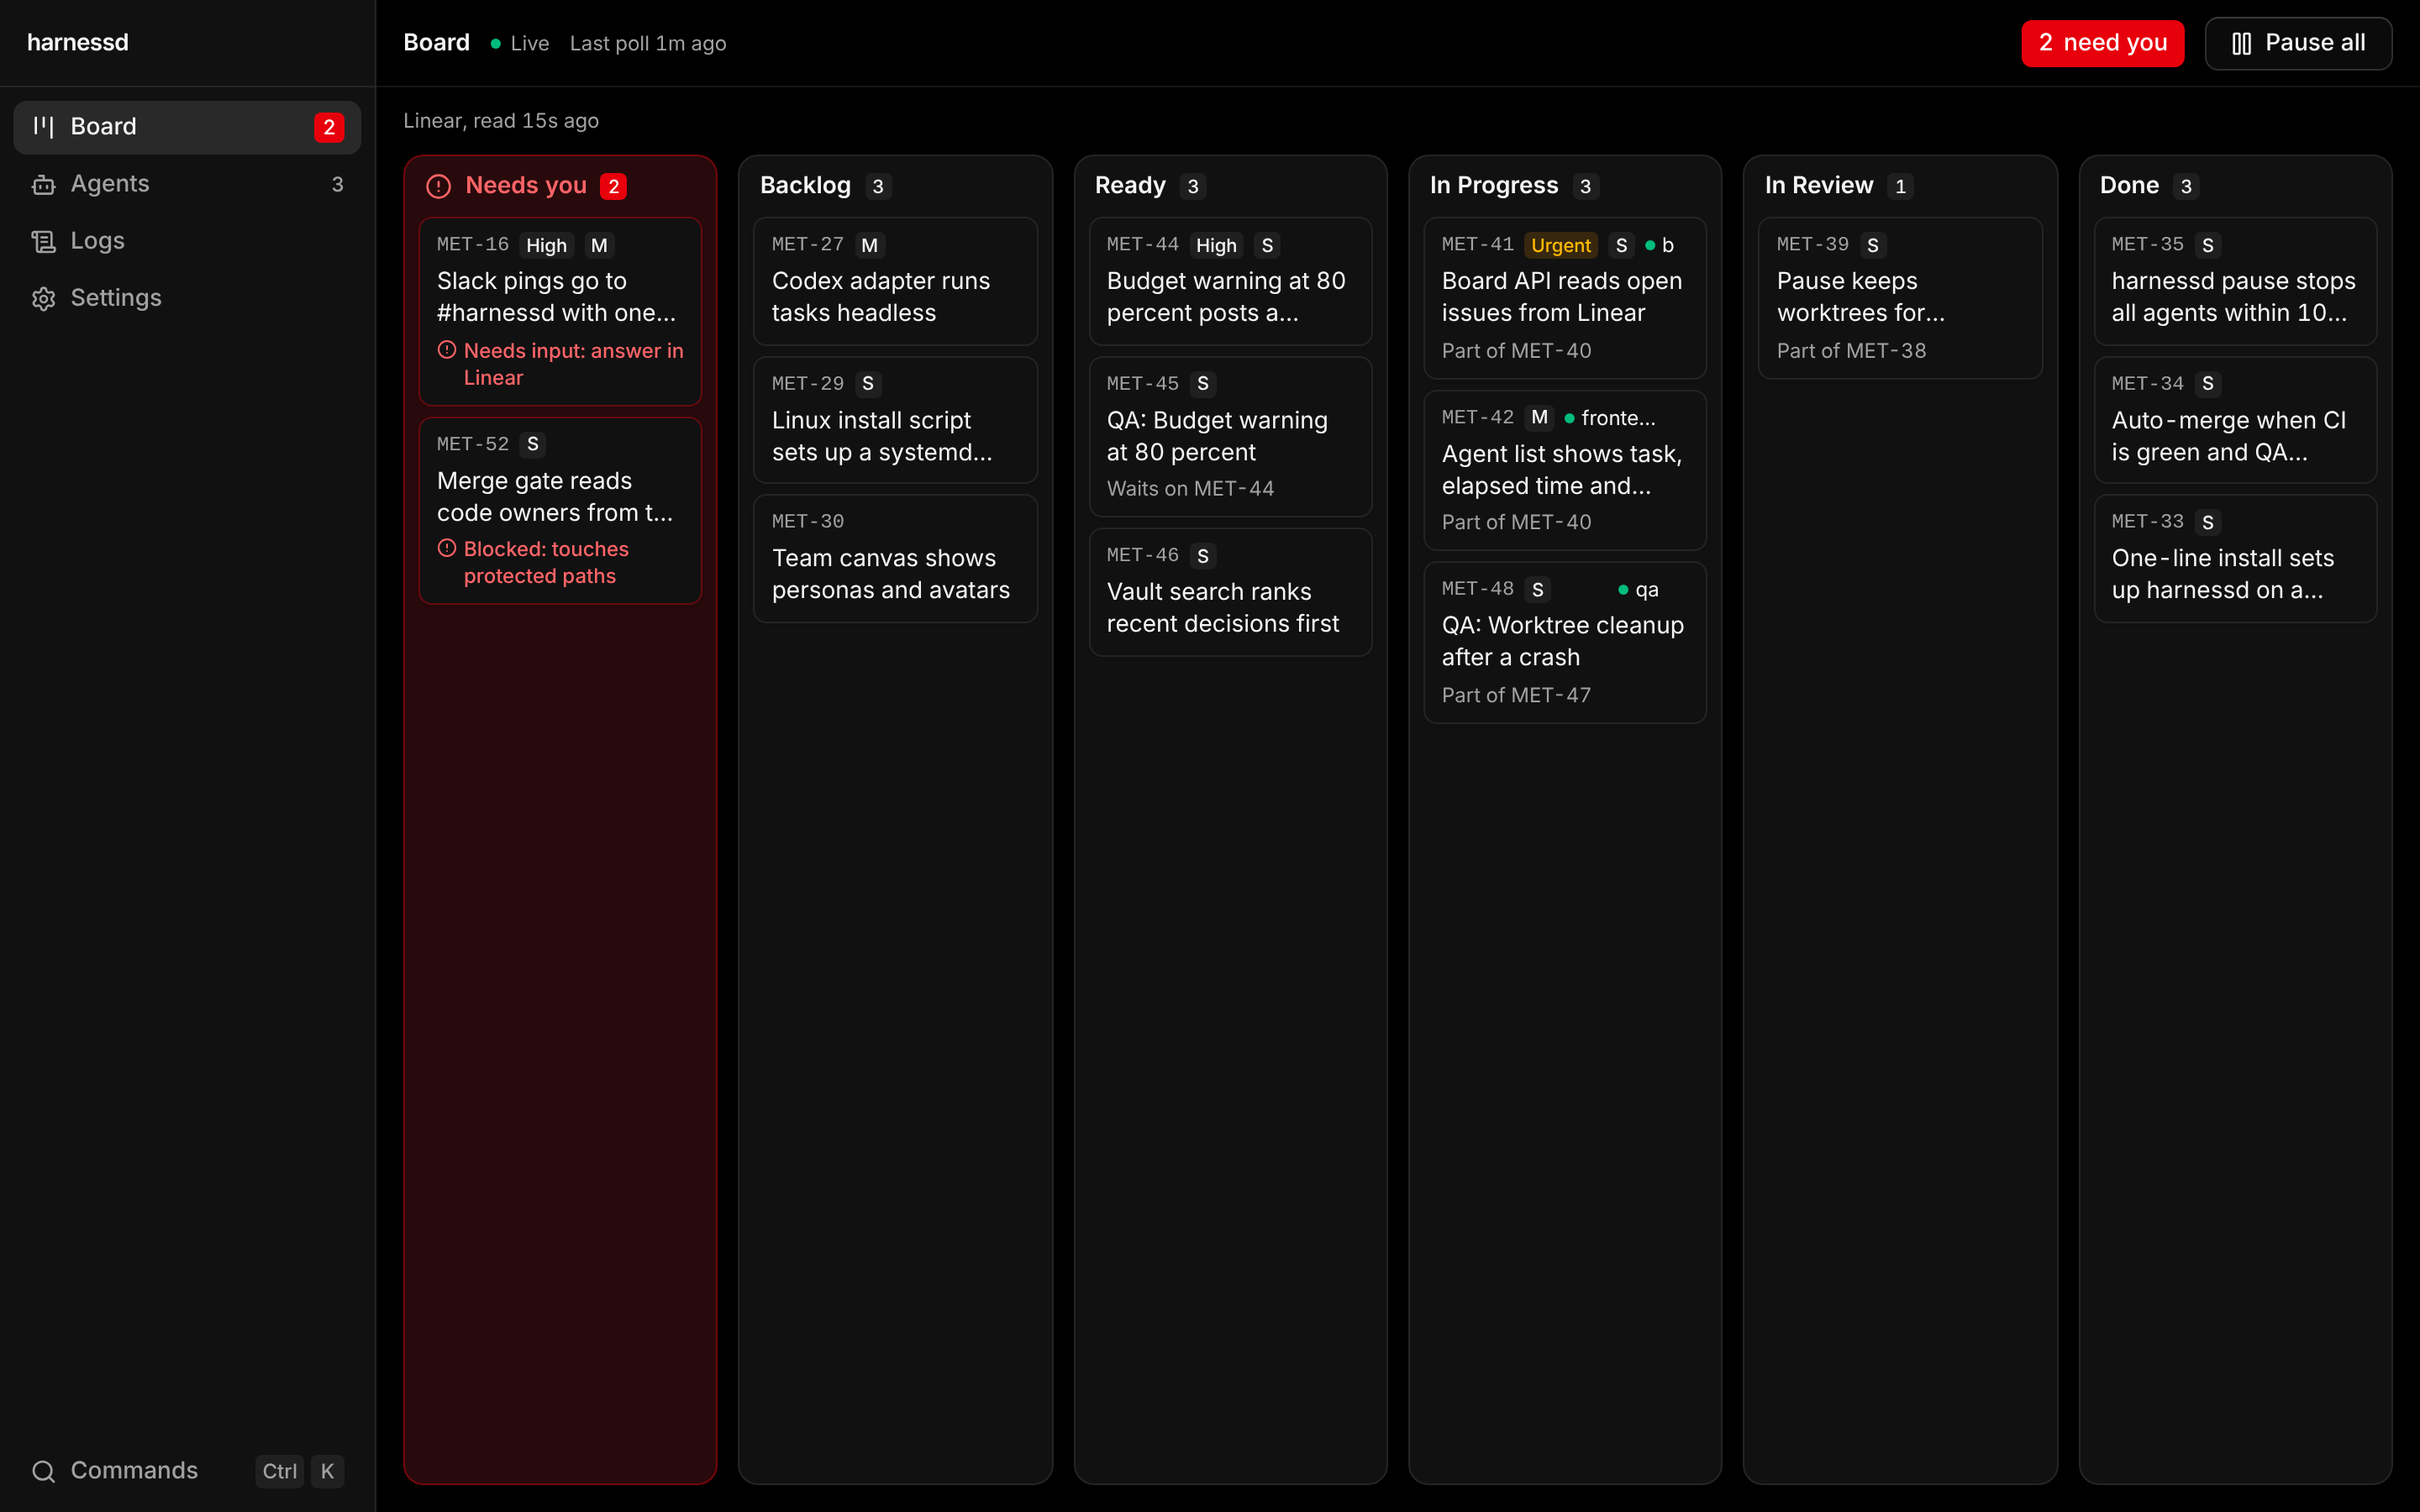 harnessd
Board 2
Agents 3
Logs
Settings
Commands Ctrl K
Board Live Last poll 1m ago
2 need you
Pause all
Linear, read 15s ago
Needs you 2
MET-16 High M
Slack pings go to
#harnessd with one...
Needs input: answer in
Linear
MET-52 S
Merge gate reads
code owners from t...
Blocked: touches
protected paths
Backlog 3
MET-27 M
Codex adapter runs
tasks headless
MET-29 S
Linux install script
sets up a systemd...
MET-30
Team canvas shows
personas and avatars
Ready 3
MET-44 High S
Budget warning at 80
percent posts a...
MET-45 S
QA: Budget warning
at 80 percent
Waits on MET-44
MET-46 S
Vault search ranks
recent decisions first
In Progress 3
MET-41 Urgent S b
Board API reads open
issues from Linear
Part of MET-40
MET-42 M fronte...
Agent list shows task,
elapsed time and...
Part of MET-40
MET-48 S qa
QA: Worktree cleanup
after a crash
Part of MET-47
In Review 1
MET-39 S
Pause keeps
worktrees for...
Part of MET-38
Done 3
MET-35 S
harnessd pause stops
all agents within 10...
MET-34 S
Auto-merge when CI
is green and QA...
MET-33 S
One-line install sets
up harnessd on a...